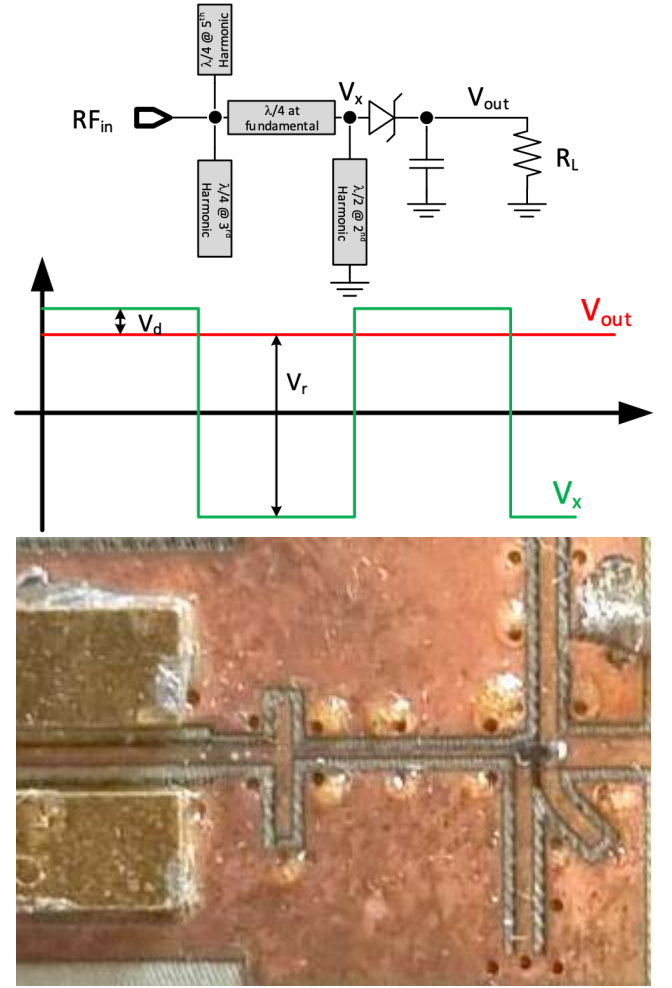 λ/4 @ 5th
Harmonic
RFin
λ/4 at
fundamental
Vx
Vout
RL
λ/4 @ 3rd
Harmonic
λ/2 @ 2nd
Harmonic
Vd
Vout
Vr
Vx